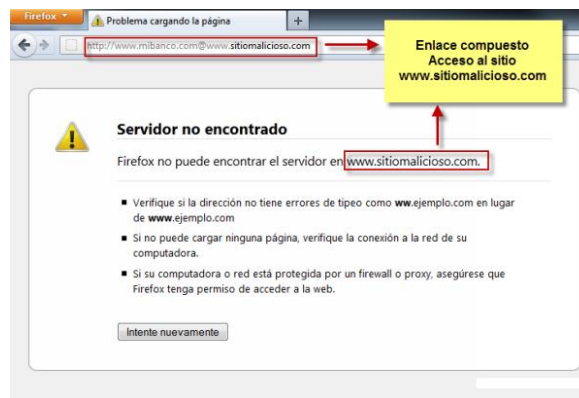 Firefox
Problema cargando la página
http://www.mibanco.com@www.sitiomalicioso.com
Enlace compuesto
Acceso al sitio
www.sitiomalicioso.com
Servidor no encontrado
Firefox no puede encontrar el servidor en www.sitiomalicioso.com.
Verifique si la dirección no tiene errores de tipeo como ww.ejemplo.com en lugar
de www.ejemplo.com
Si no puede cargar ninguna página, verifique la conexión a la red de su
computadora.
Si su computadora o red está protegida por un firewall o proxy, asegúrese que
Firefox tenga permiso de acceder a la web.
Intente nuevamente